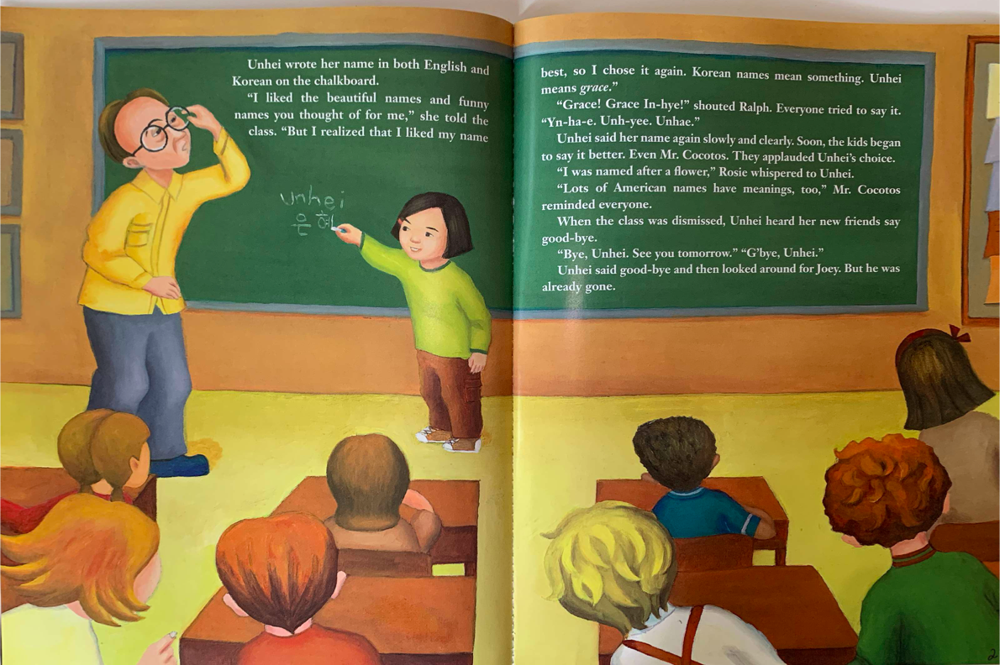 Unhei wrote her name in both English and
Korean on the chalkboard.
“I liked the beautiful names and funny
names you thought of for me,” she told the
class. “But I realized that I liked my name
Unhei
은혜
best, so I chose it again. Korean names mean something. Unhei
means grace.”
“Grace! Grace In-hye!” shouted Ralph. Everyone tried to say it.
“Yn-ha-e. Unh-yee. Unhae.”
Unhei said her name again slowly and clearly. Soon, the kids began
to say it better. Even Mr. Cocotos. They applauded Unhei’s choice.
“I was named after a flower,” Rosie whispered to Unhei.
“Lots of American names have meanings, too,” Mr. Cocotos
reminded everyone.
When the class was dismissed, Unhei heard her new friends say
good-bye.
“Bye, Unhei. See you tomorrow.” “G’bye, Unhei.”
Unhei said good-bye and then looked around for Joey. But he was
already gone.